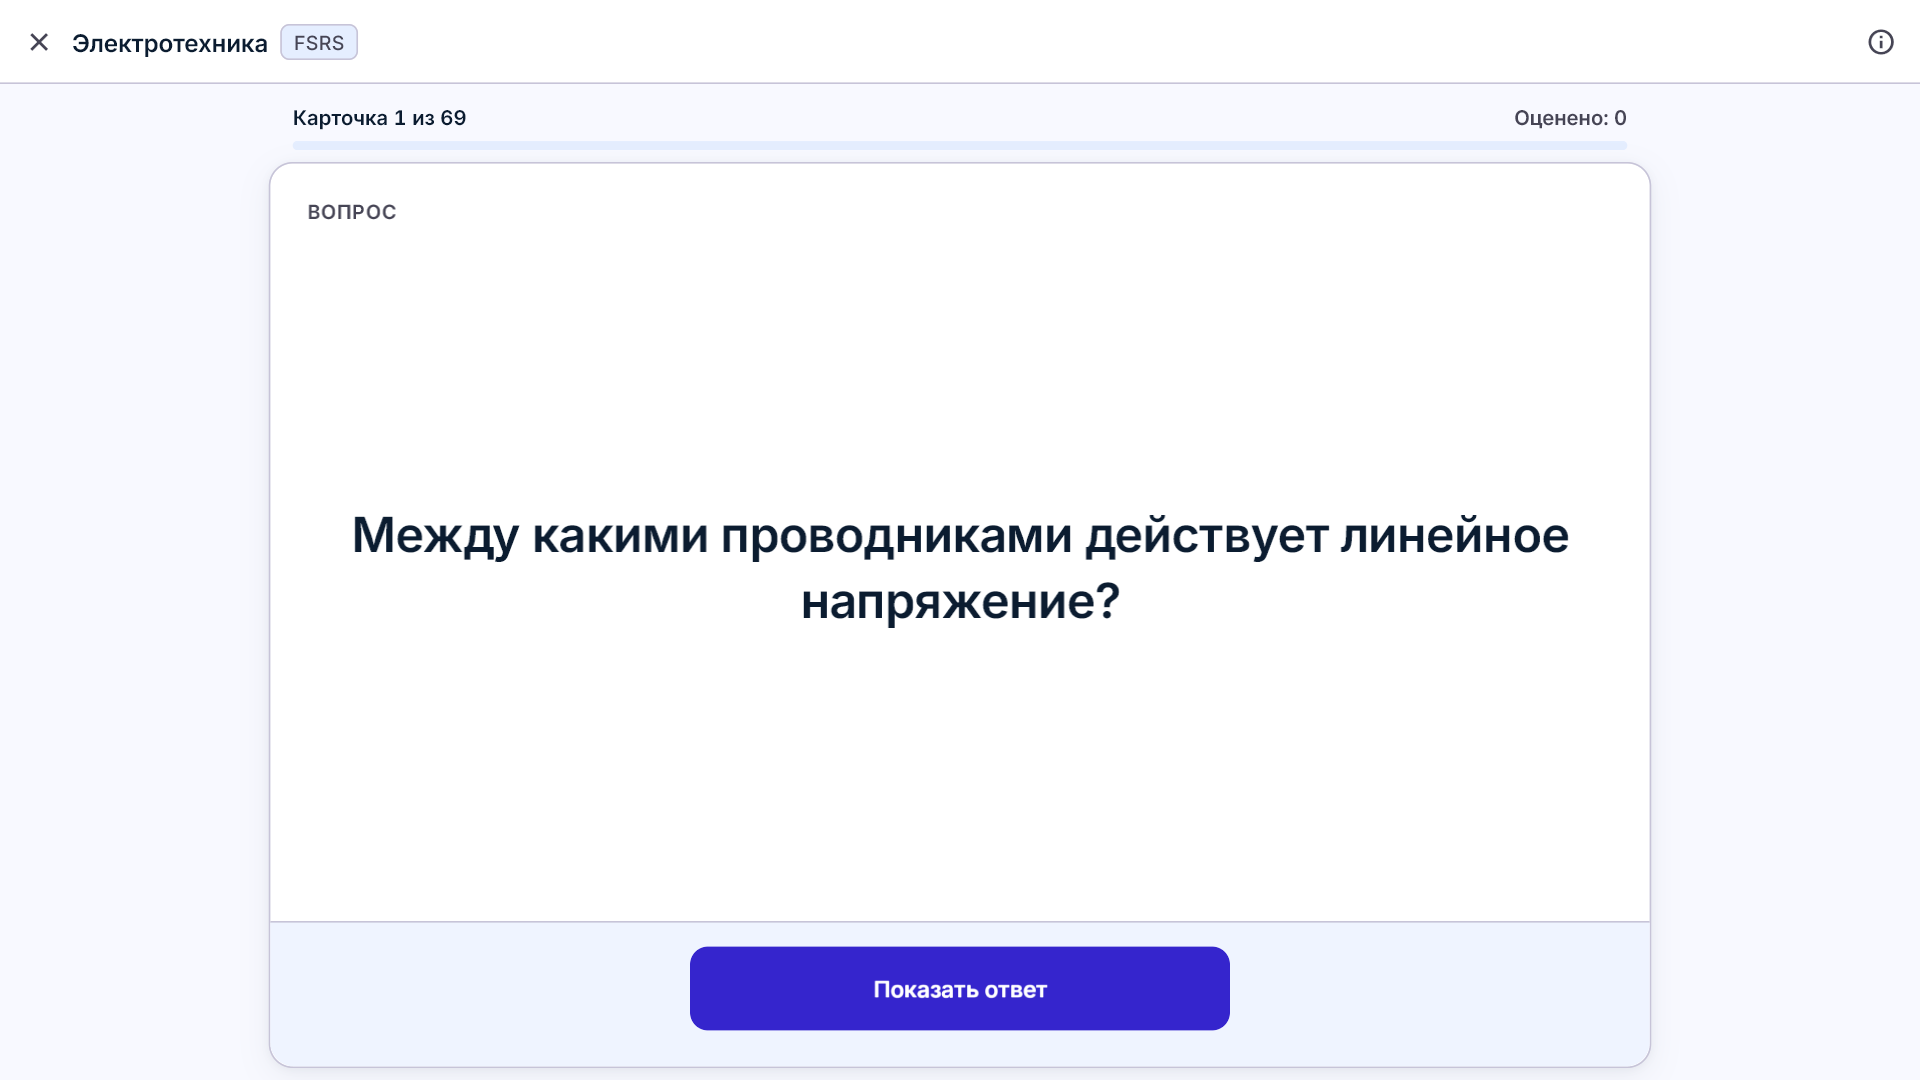 Электротехника FSRS
Карточка 1 из 69
Оценено: 0
ВОПРОС
Между какими проводниками действует линейное
напряжение?
Показать ответ